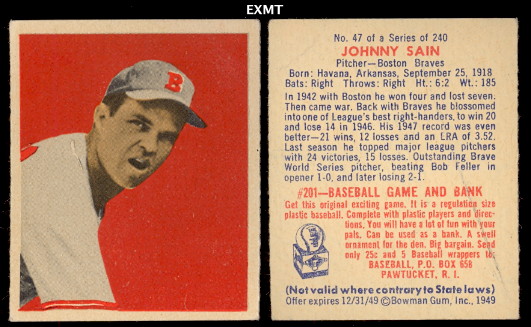 EXMT
B
No. 47 of a Series of 240
JOHNNY SAIN
Pitcher—Boston Braves
Born: Havana, Arkansas, September 25, 1918
Bats: Right Throws: Right Ht.: 6:2 Wt.: 185
In 1942 with Boston he won four and lost seven.
Then came war. Back with Braves he blossomed
into one of League's best right-handers, to win 20
and lose 14 in 1946. His 1947 record was even
better—21 wins, 12 losses and an LRA of 3.52.
Last season he topped major league pitchers
with 24 victories, 15 losses. Outstanding Brave
World Series pitcher, beating Bob Feller in
opener 1-0, and later losing 2-1.
#201—BASEBALL GAME AND BANK
Get this original exciting game. It is a regulation size
plastic baseball. Complete with plastic players and direc-
tions. You will have a lot of fun with your
pals. Can be used as a bank. A swell
ornament for the den. Big bargain. Send
only 25c and 5 Baseball wrappers to:
BASEBALL, P.O. BOX 658
PAWTUCKET, R. I.
(Not valid where contrary to State laws)
Offer expires 12/31/49 ©Bowman Gum, Inc., 1949